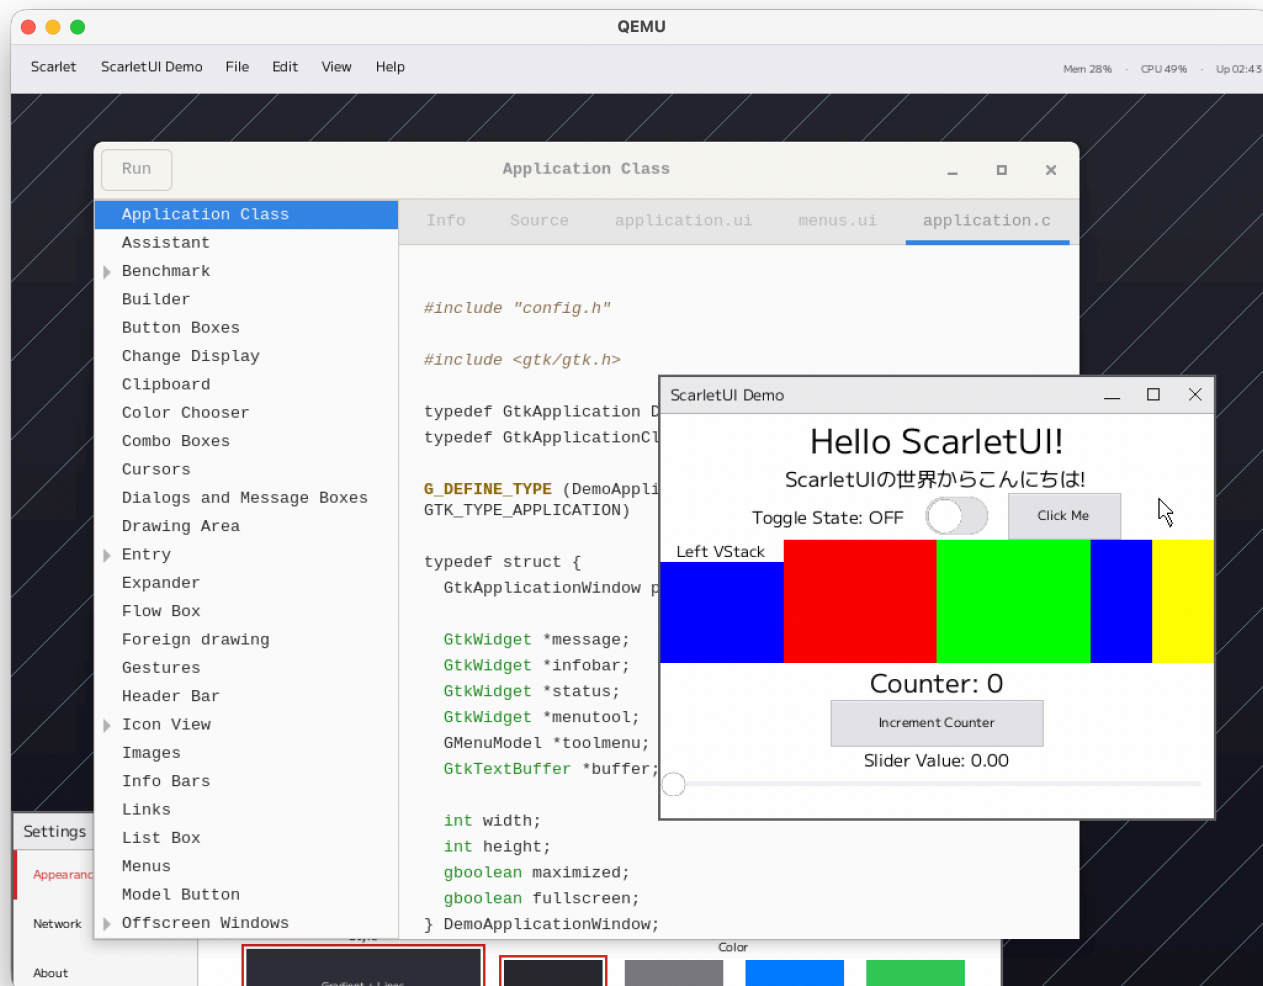 QEMU
Scarlet ScarletUI Demo File Edit View Help
Mem 28% - CPU 49% - Up 02:43
Run
Application Class
Application Class
Assistant
Benchmark
Builder
Button Boxes
Change Display
Clipboard
Color Chooser
Combo Boxes
Cursors
Dialogs and Message Boxes
Drawing Area
Entry
Expander
Flow Box
Foreign drawing
Gestures
Header Bar
Icon View
Images
Info Bars
Links
List Box
Menus
Model Button
Offscreen Windows
Info Source application.ui menus.ui application.c
#include "config.h"
#include <gtk/gtk.h>
typedef GtkApplication D
typedef GtkApplicationCl
G_DEFINE_TYPE (DemoAppli
GTK_TYPE_APPLICATION)
typedef struct {
GtkApplicationWindow p
GtkWidget *message;
GtkWidget *infobar;
GtkWidget *status;
GtkWidget *menutool;
GMenuModel *toolmenu;
GtkTextBuffer *buffer;
int width;
int height;
gboolean maximized;
gboolean fullscreen;
} DemoApplicationWindow;
ScarletUI Demo
Hello ScarletUI!
ScarletUIの世界からこんにちは!
Toggle State: OFF
Click Me
Left VStack
Counter: 0
Increment Counter
Slider Value: 0.00
Settings
Appearanc
Network
About
Color